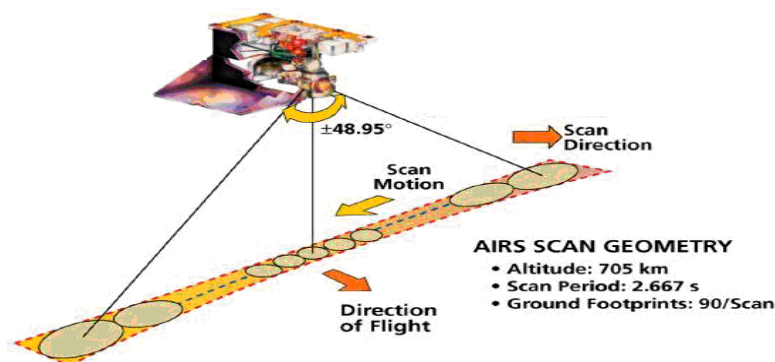 ±48.95°
Scan
Direction
Scan
Motion
Direction
of Flight
AIRS SCAN GEOMETRY
• Altitude: 705 km
• Scan Period: 2.667 s
• Ground Footprints: 90/Scan